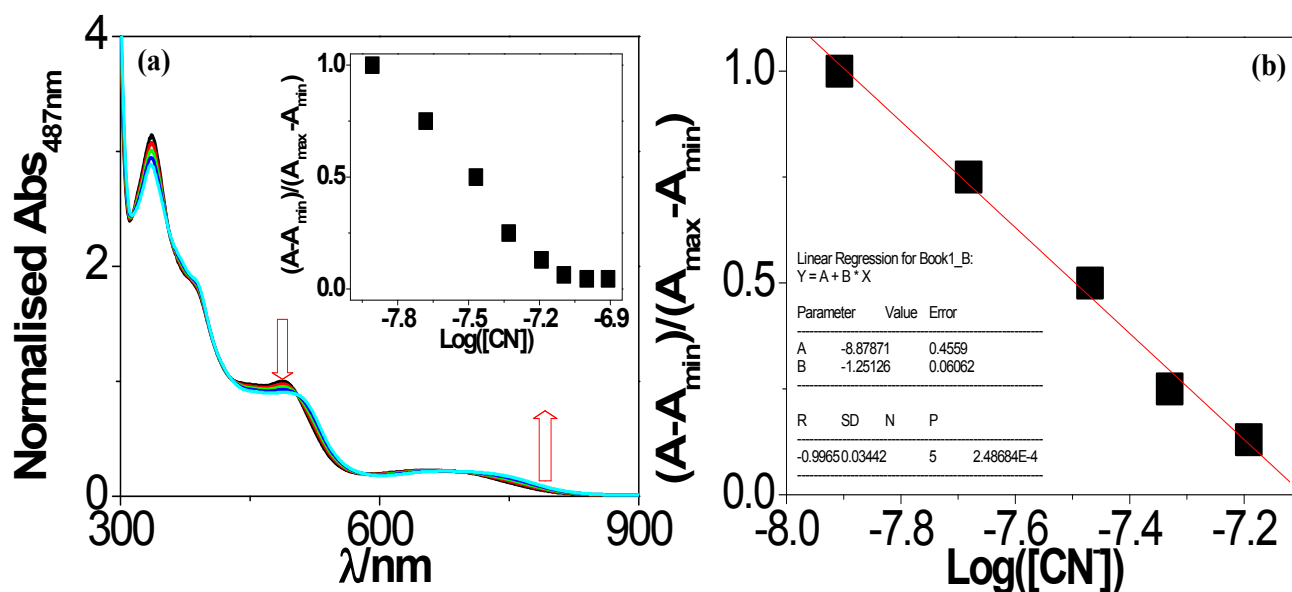 (a)
Normalised Abs487nm
4
2
0
300
600
900
λ/nm
(A-Amin)/(Amax-Amin)
1.0
0.5
0.0
-7.8
-7.5
-7.2
-6.9
Log([CN-])
(b)
(A-Amin)/(Amax-Amin)
1.0
0.5
0.0
-8.0
-7.8
-7.6
-7.4
-7.2
Log([CN-])
Linear Regression for Book1_B:
Y = A + B * X
Parameter Value Error
A -8.87871 0.4559
B -1.25126 0.06062
R SD N P
-0.9965 0.03442 5 2.48684E-4